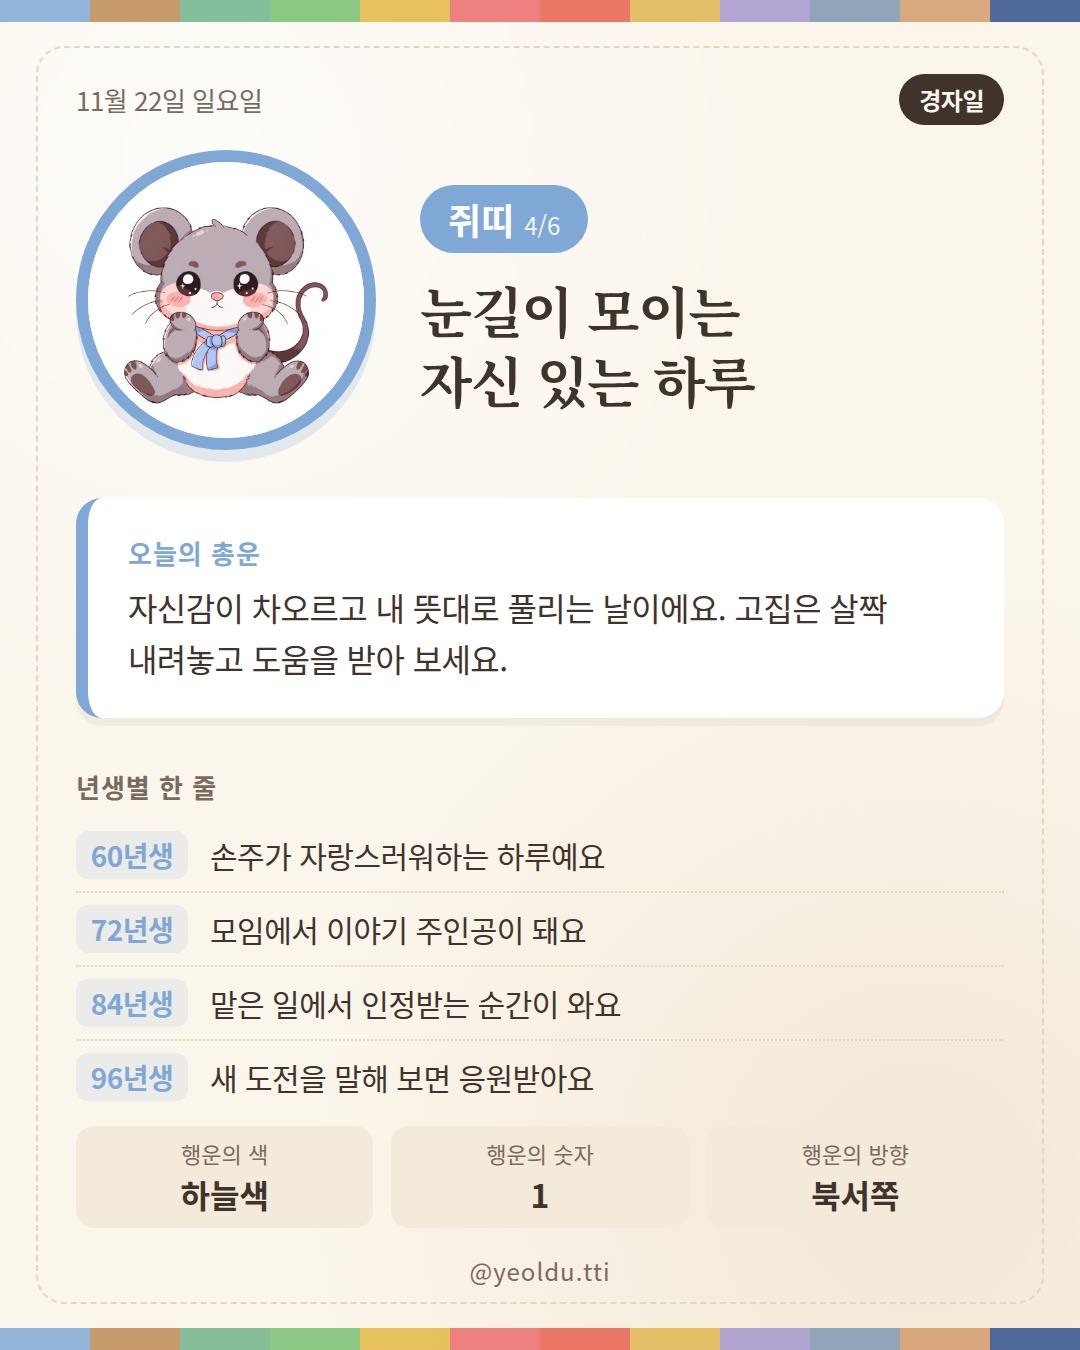 11월 22일 일요일
경자일
쥐띠 4/6
눈길이 모이는
자신 있는 하루
오늘의 총운
자신감이 차오르고 내 뜻대로 풀리는 날이에요. 고집은 살짝
내려놓고 도움을 받아 보세요.
년생별 한 줄
60년생 손주가 자랑스러워하는 하루예요
72년생 모임에서 이야기 주인공이 돼요
84년생 맡은 일에서 인정받는 순간이 와요
96년생 새 도전을 말해 보면 응원받아요
행운의 색
하늘색
행운의 숫자
1
행운의 방향
북서쪽
@yeoldu.tti